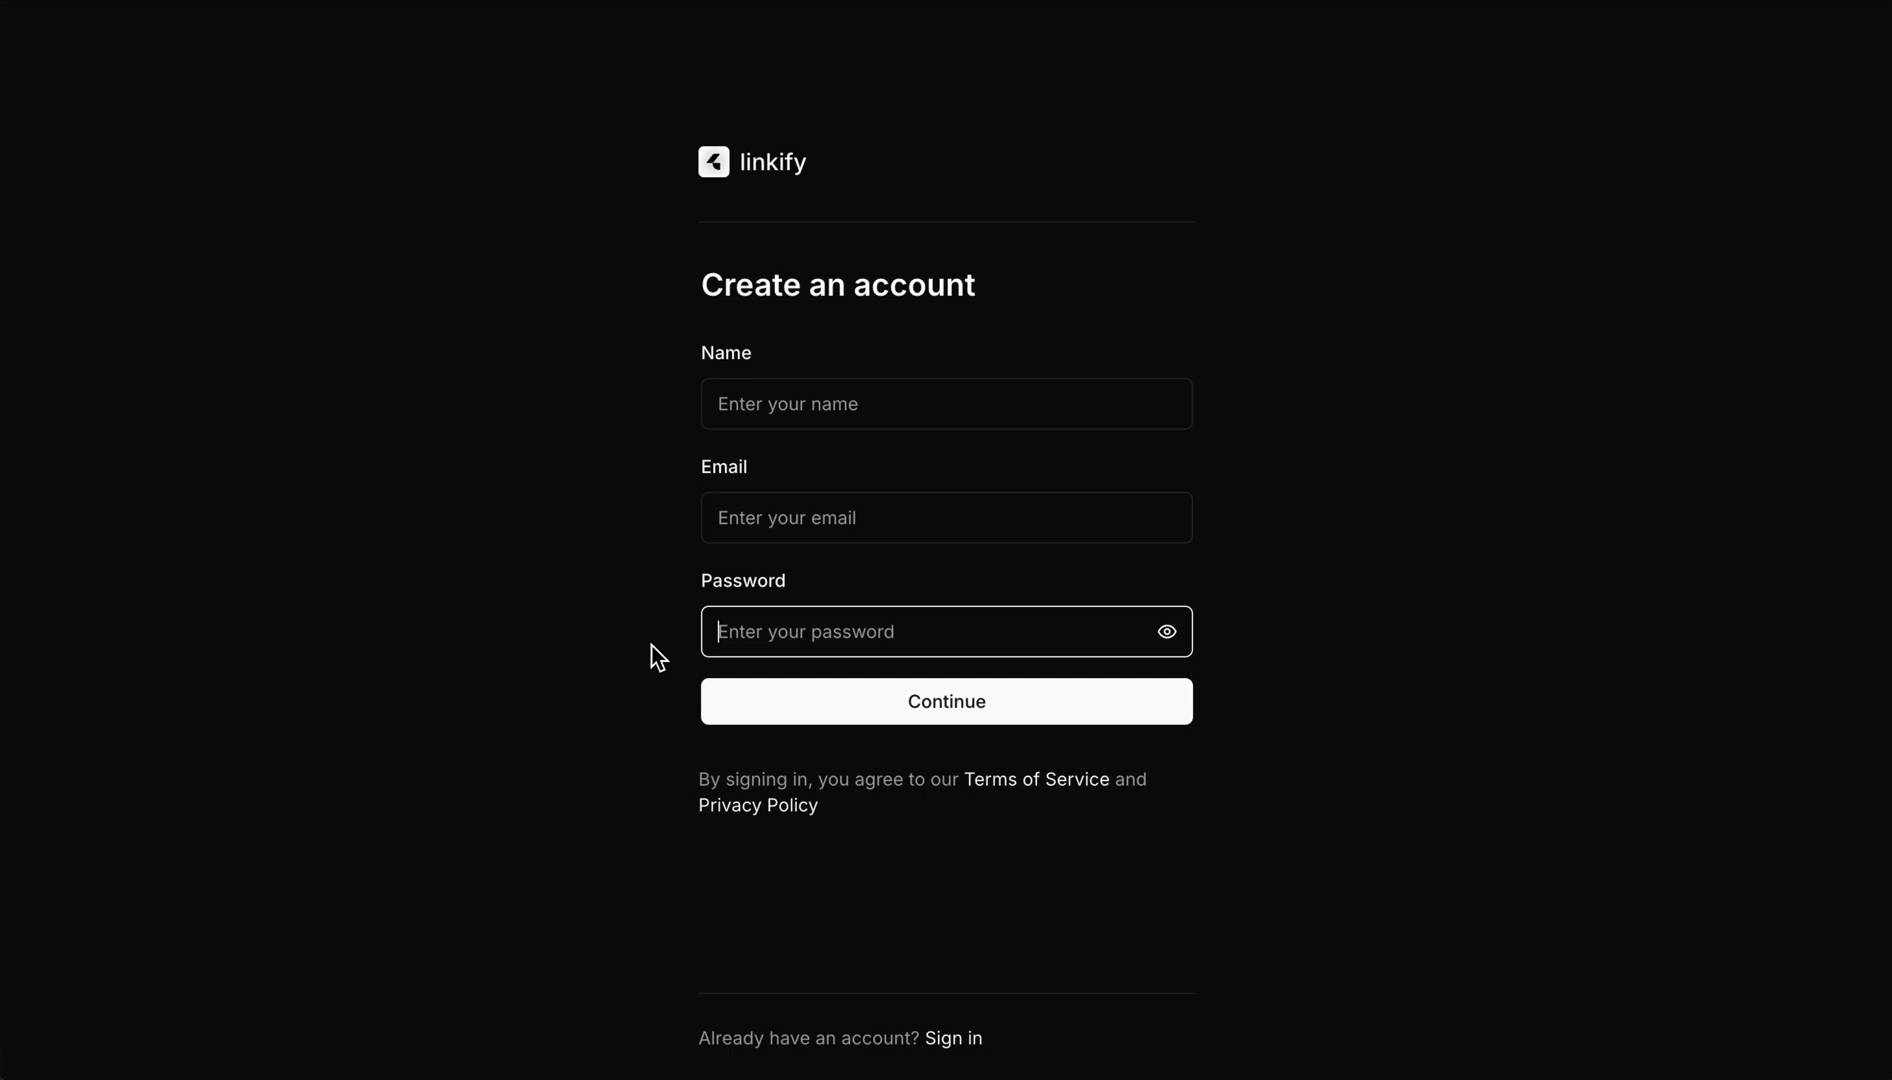 linkify
Create an account
Name
Enter your name
Email
Enter your email
Password
Enter your password
Continue
By signing in, you agree to our Terms of Service and
Privacy Policy
Already have an account? Sign in